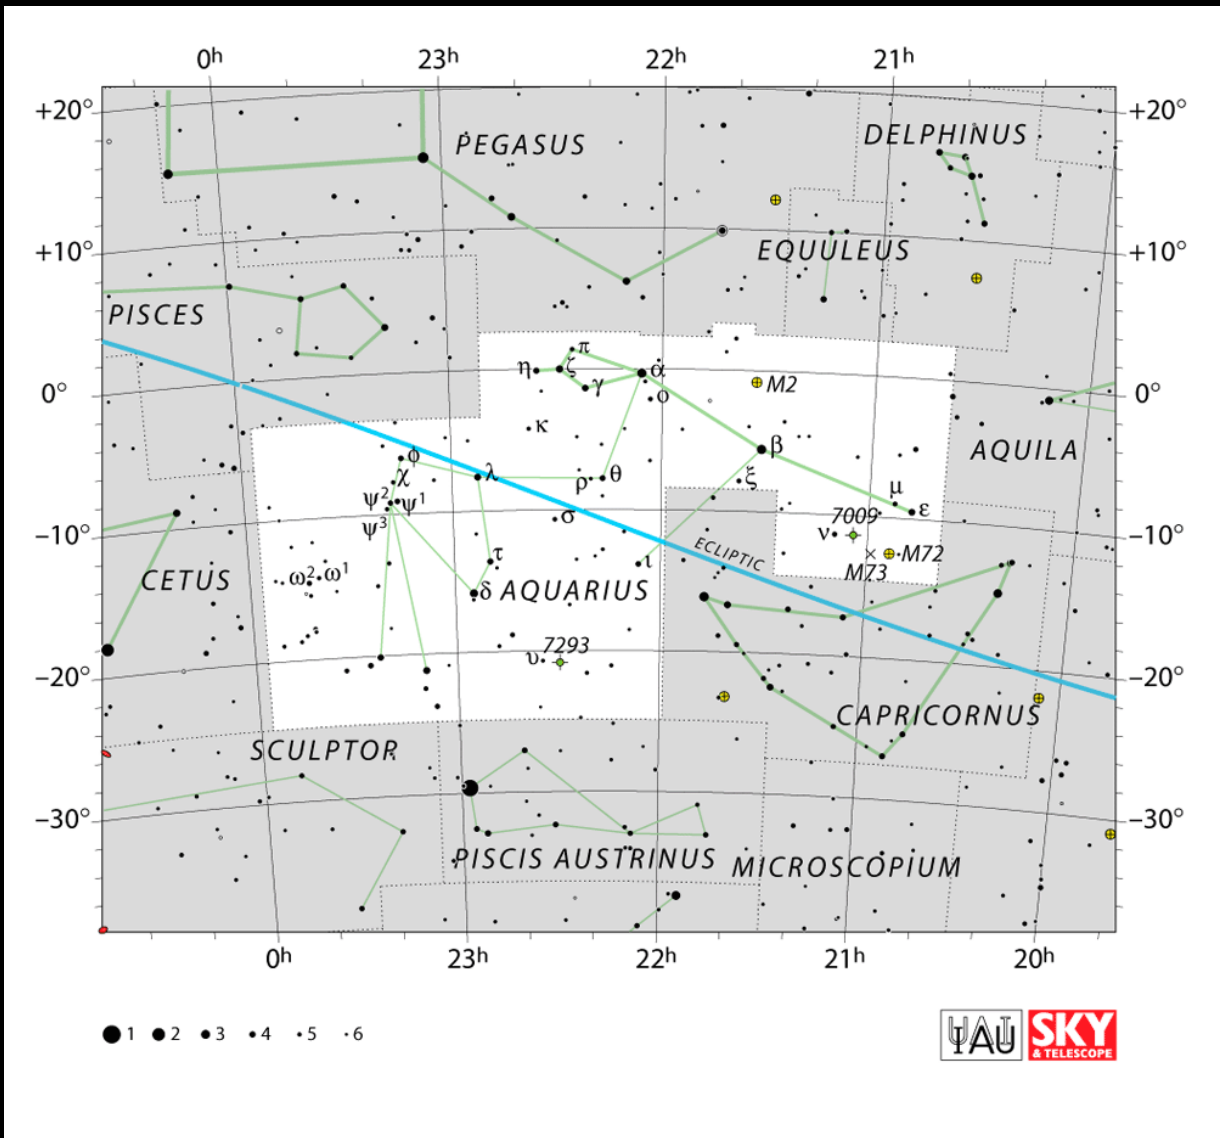 0h 23h 22h 21h
+20° +20°
PEGASUS DELPHINUS
+10° EQUULEUS +10°
PISCES
π
η ζ α
γ ο M2
0° 0°
κ β AQUILA
φ
χ λ ρ θ ξ
ψ2 ψ1 μ
ψ3 σ 7009 ε
−10° ν −10°
ECLIPTIC M72
τ ι M73
CETUS ω2 ω1
δ AQUARIUS
υ 7293
−20° −20°
CAPRICORNUS
SCULPTOR
−30° −30°
PISCIS AUSTRINUS MICROSCOPIUM
0h 23h 22h 21h 20h
1 2 3 4 5 6
IAU SKY
& TELESCOPE